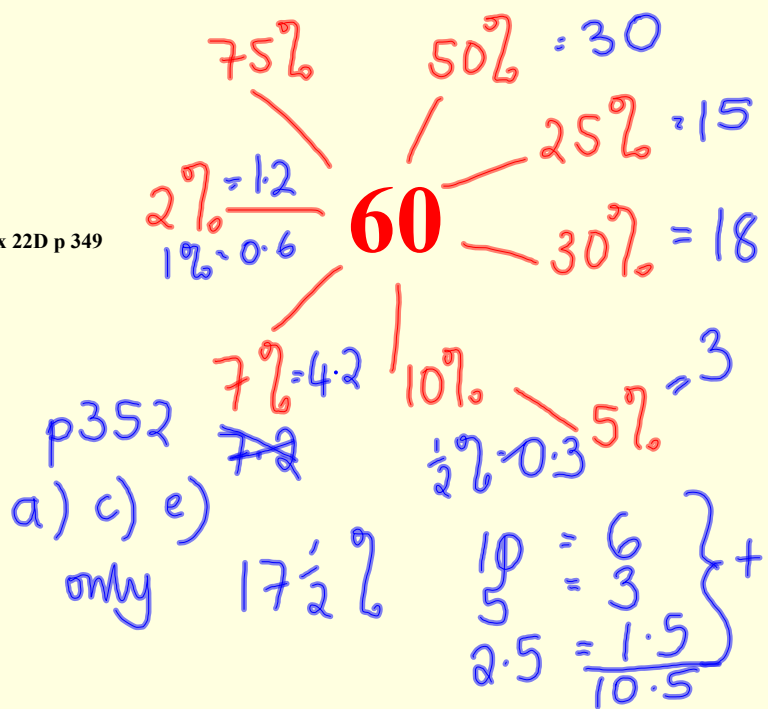 75%
50% = 30
25% = 15
2% = 1.2
60
x 22D p 349
1% = 0.6
30% = 18
7% = 4.2
10%
5% = 3
p352
7.2
½% = 0.3
a) c) e)
only
17½%
10 = 6
5 = 3
2.5 = 1.5
} +
10.5